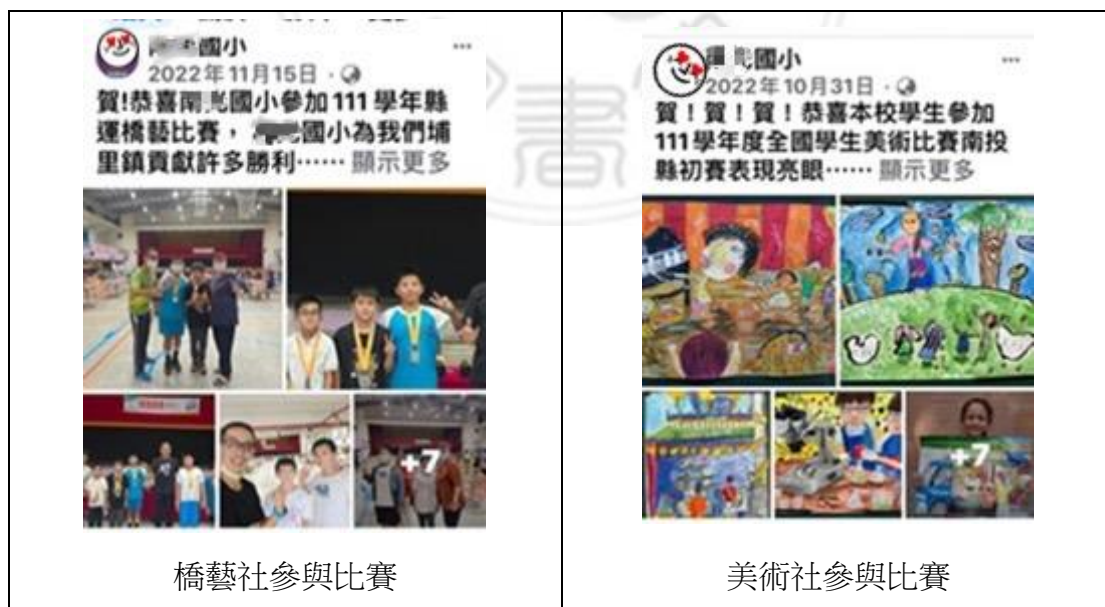 國小
2022年11月15日
賀!恭喜南國小參加111學年縣
運橋藝比賽， 國小為我們埔
里鎮貢獻許多勝利⋯⋯ 顯示更多
+7
橋藝社參與比賽
國小
2022年10月31日
賀！賀！賀！恭喜本校學生參加
111學年度全國學生美術比賽南投
縣初賽表現亮眼⋯⋯ 顯示更多
+7
美術社參與比賽
書